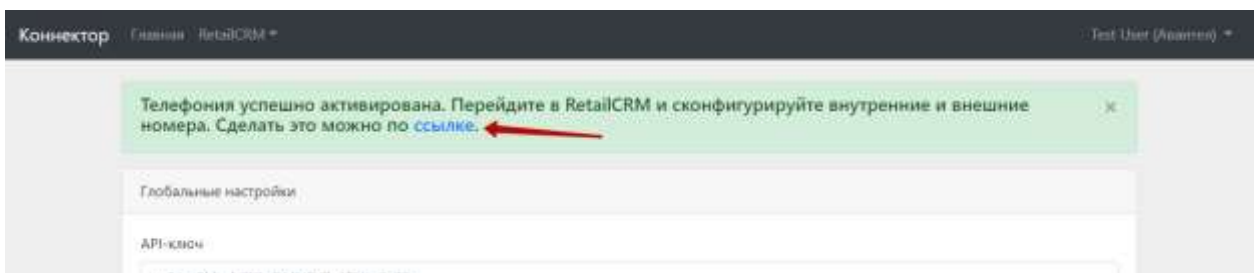 Коннектор Главная RetailCRM
Test User (Авантел)
Телефония успешно активирована. Перейдите в RetailCRM и сконфигурируйте внутренние и внешние
номера. Сделать это можно по ссылке.
Глобальные настройки
API-ключ